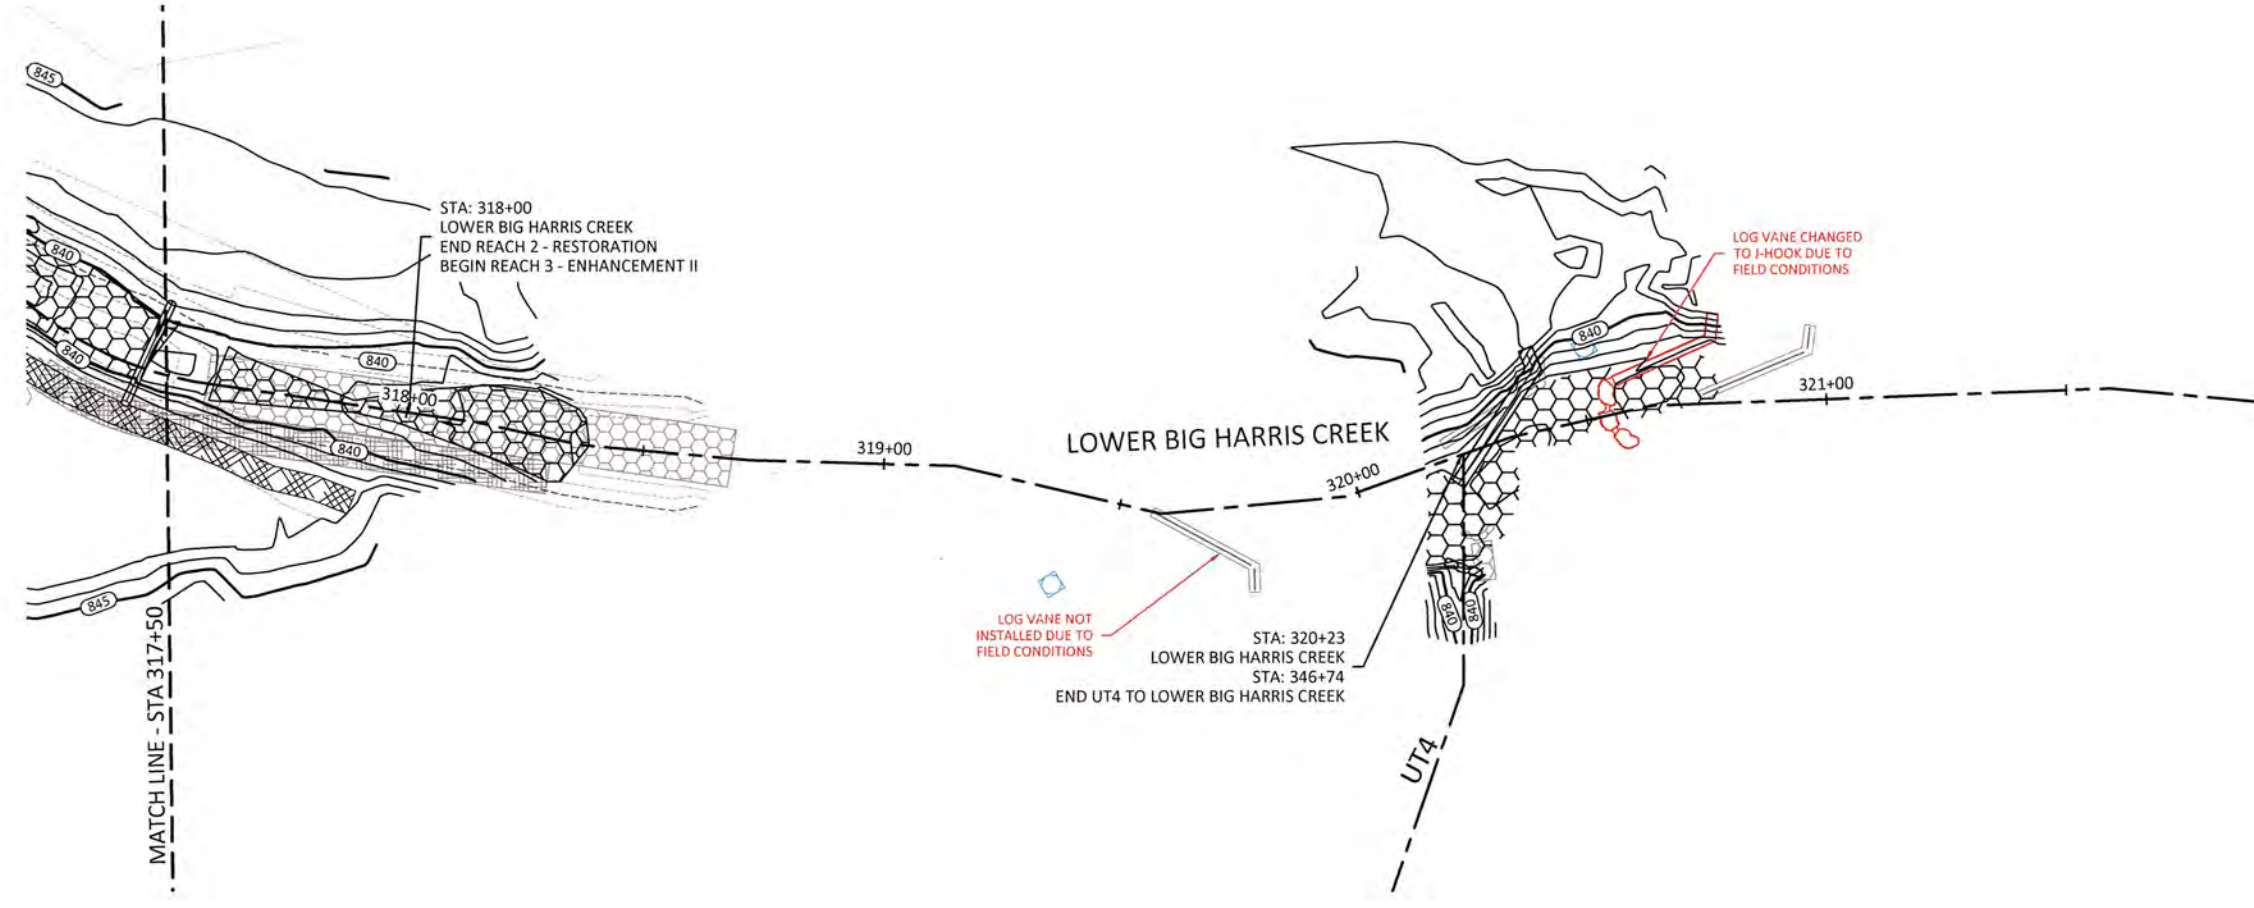 845
STA: 318+00
LOWER BIG HARRIS CREEK
END REACH 2 - RESTORATION
BEGIN REACH 3 - ENHANCEMENT II
840
840
840
318+00
840
845
MATCH LINE - STA 317+50
319+00
LOWER BIG HARRIS CREEK
320+00
LOG VANE NOT
INSTALLED DUE TO
FIELD CONDITIONS
STA: 320+23
LOWER BIG HARRIS CREEK
STA: 346+74
END UT4 TO LOWER BIG HARRIS CREEK
LOG VANE CHANGED
TO J-HOOK DUE TO
FIELD CONDITIONS
840
321+00
840
840
UT4